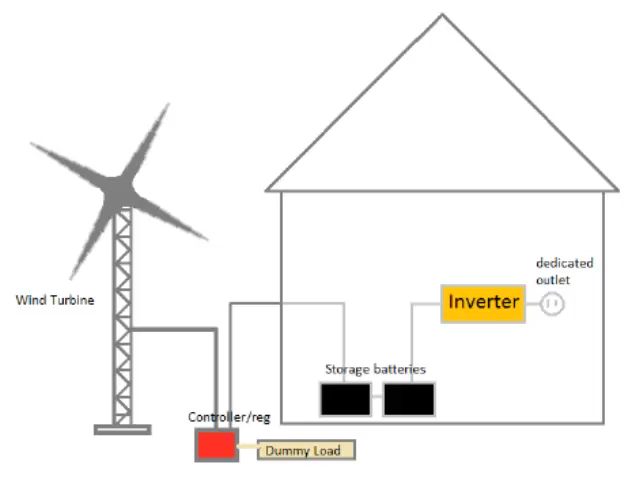 dedicated
outlet
Inverter
Wind Turbine
Storage batteries
Controller/reg
Dummy Load